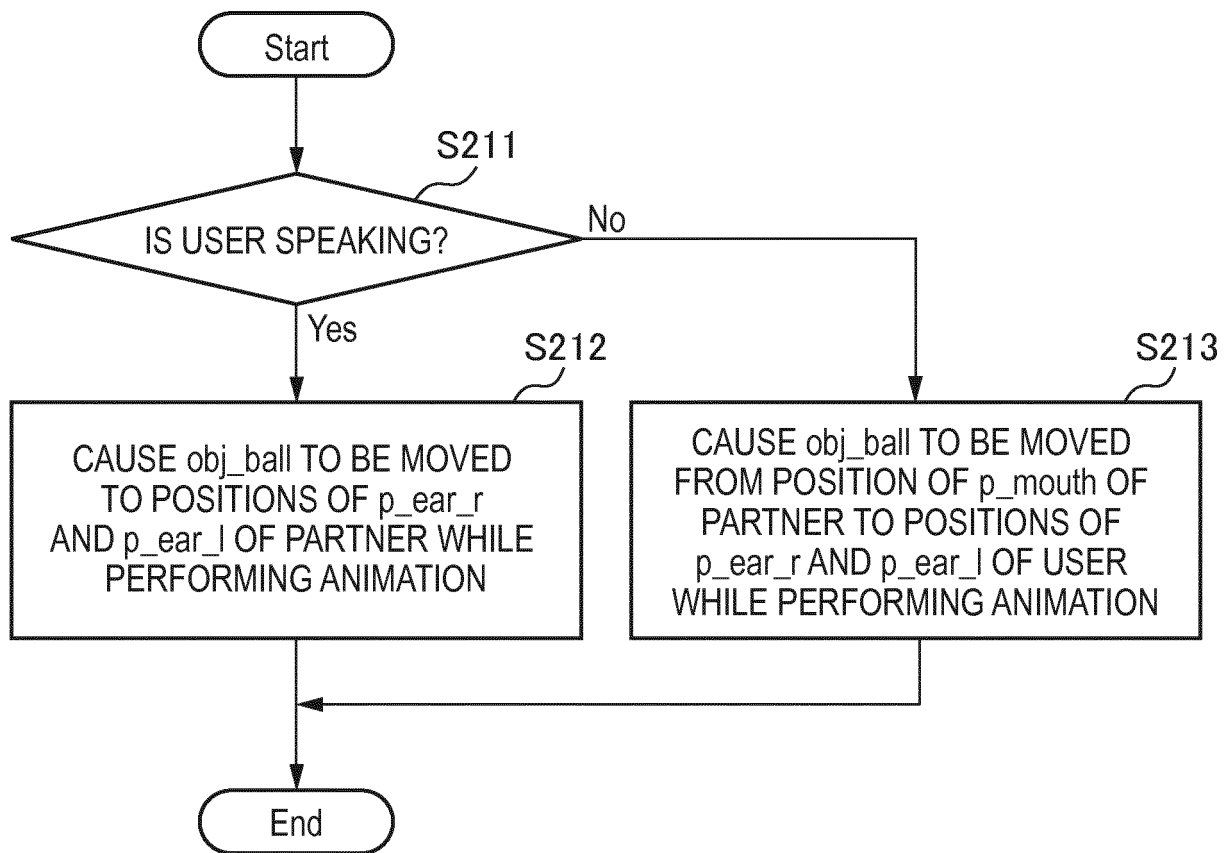 Start
S211
IS USER SPEAKING?
No
Yes
S212
CAUSE obj_ball TO BE MOVED
TO POSITIONS OF p_ear_r
AND p_ear_l OF PARTNER WHILE
PERFORMING ANIMATION
S213
CAUSE obj_ball TO BE MOVED
FROM POSITION OF p_mouth OF
PARTNER TO POSITIONS OF
p_ear_r AND p_ear_l OF USER
WHILE PERFORMING ANIMATION
End